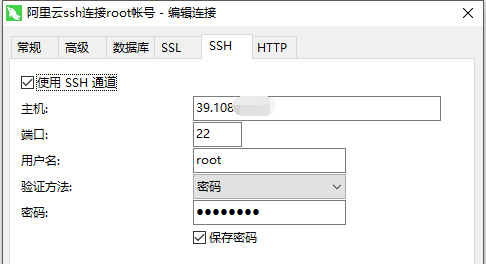 阿里云ssh连接root帐号 - 编辑连接
常规 高级 数据库 SSL SSH HTTP
使用 SSH 通道
主机: 39.108
端口: 22
用户名: root
验证方法: 密码
密码: ●●●●●●●●
保存密码